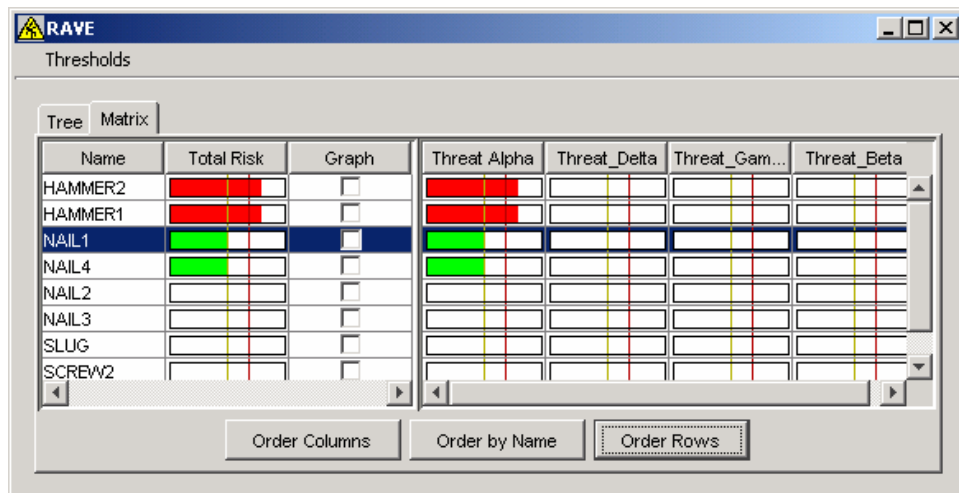 RAVE
Thresholds
Tree Matrix
Name Total Risk Graph Threat Alpha Threat_Delta Threat_Gam... Threat_Beta
HAMMER2
HAMMER1
NAIL1
NAIL4
NAIL2
NAIL3
SLUG
SCREW2
Order Columns Order by Name Order Rows